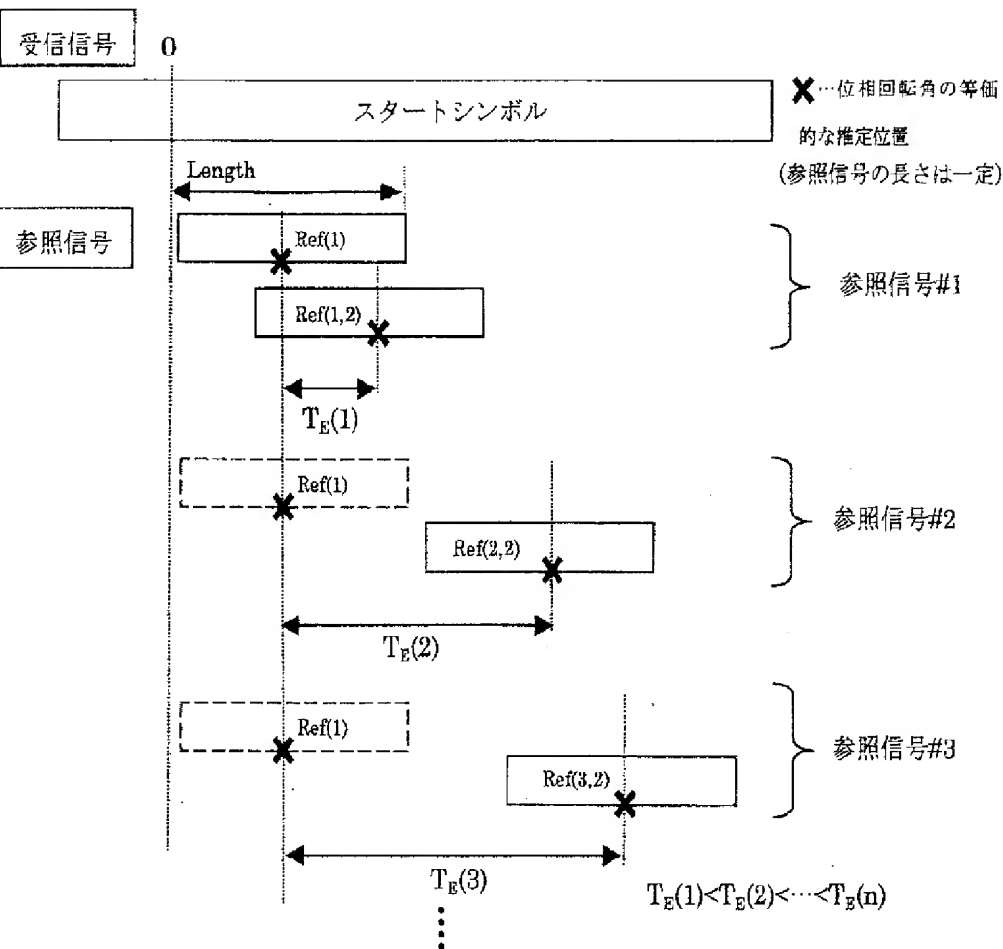 受信信号
0
スタートシンボル
✕…位相回転角の等価
的な推定位置
(参照信号の長さは一定)
Length
参照信号
Ref(1)
Ref(1,2)
参照信号#1
T_E(1)
Ref(1)
Ref(2,2)
参照信号#2
T_E(2)
Ref(1)
Ref(3,2)
参照信号#3
T_E(3)
T_E(1)<T_E(2)<…<T_E(n)